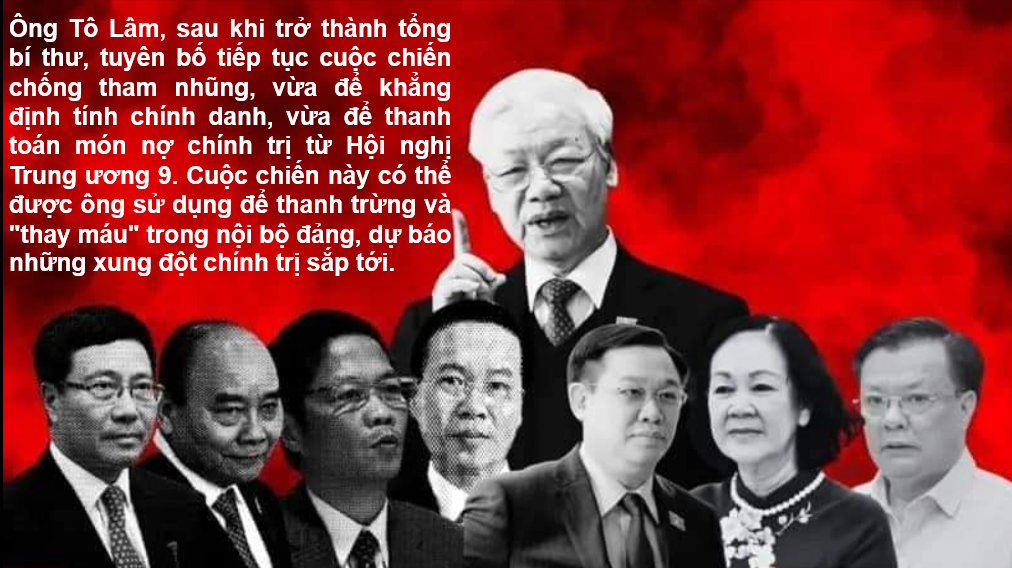 Ông Tô Lâm, sau khi trở thành tổng
bí thư, tuyên bố tiếp tục cuộc chiến
chống tham nhũng, vừa để khẳng
định tính chính danh, vừa để thanh
toán món nợ chính trị từ Hội nghị
Trung ương 9. Cuộc chiến này có thể
được ông sử dụng để thanh trừng và
"thay máu" trong nội bộ đảng, dự báo
những xung đột chính trị sắp tới.